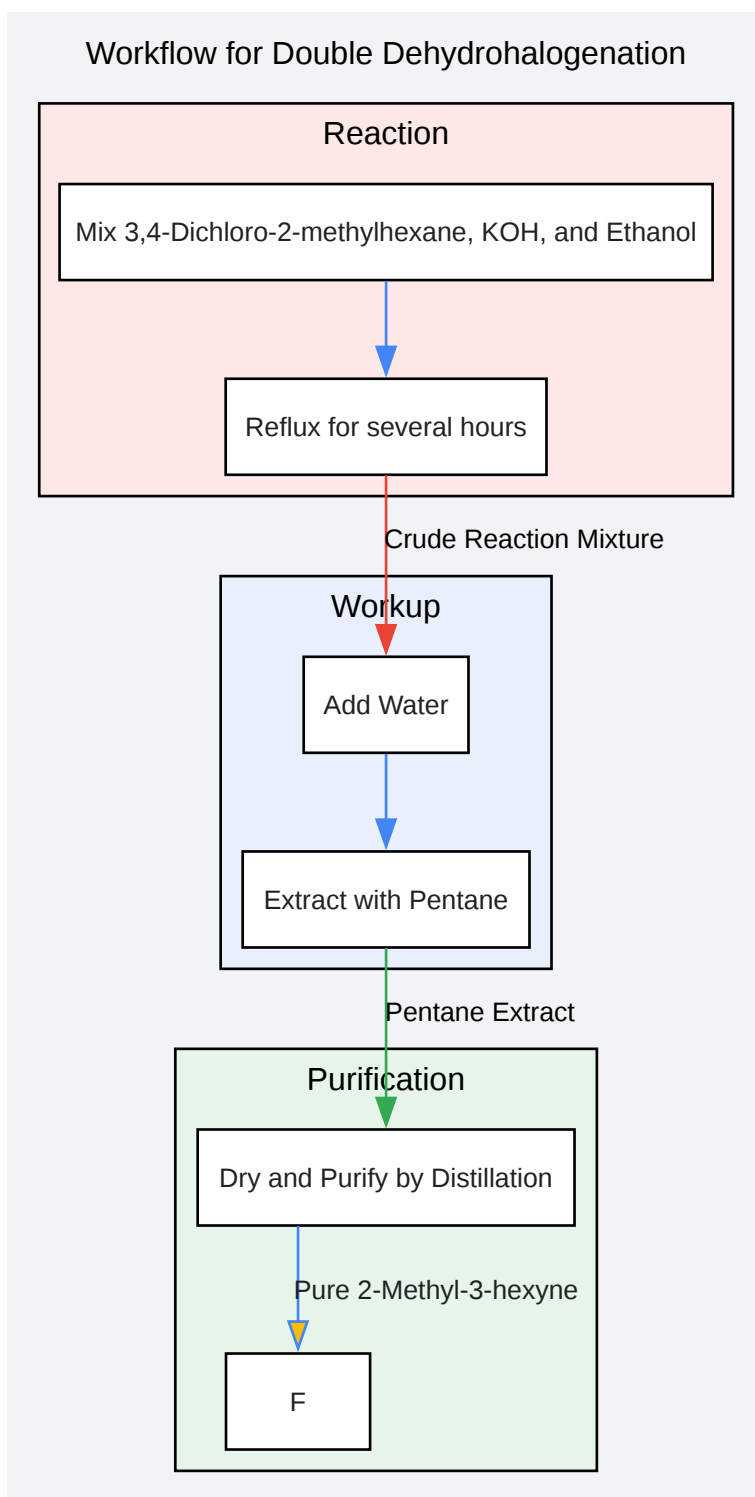 Workflow for Double Dehydrohalogenation
Reaction
Mix 3,4-Dichloro-2-methylhexane, KOH, and Ethanol
Reflux for several hours
Crude Reaction Mixture
Workup
Add Water
Extract with Pentane
Pentane Extract
Purification
Dry and Purify by Distillation
Pure 2-Methyl-3-hexyne
F